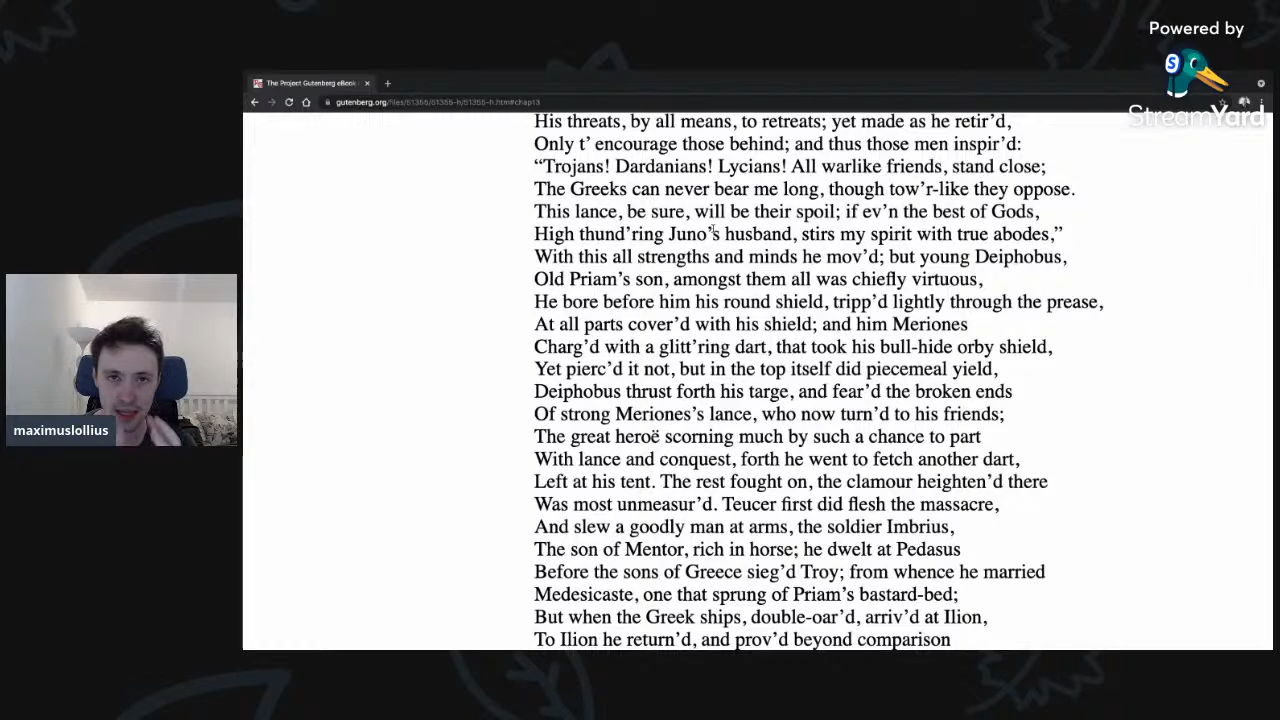 Powered by
StreamYard
The Project Gutenberg eBook
gutenberg.org/files/51355/51355-h/51355-h.htm#chap13
His threats, by all means, to retreats; yet made as he retir’d,
Only t’ encourage those behind; and thus those men inspir’d:
“Trojans! Dardanians! Lycians! All warlike friends, stand close;
The Greeks can never bear me long, though tow’r-like they oppose.
This lance, be sure, will be their spoil; if ev’n the best of Gods,
High thund’ring Juno’s husband, stirs my spirit with true abodes,”
With this all strengths and minds he mov’d; but young Deiphobus,
Old Priam’s son, amongst them all was chiefly virtuous,
He bore before him his round shield, tripp’d lightly through the prease,
At all parts cover’d with his shield; and him Meriones
Charg’d with a glitt’ring dart, that took his bull-hide orby shield,
Yet pierc’d it not, but in the top itself did piecemeal yield,
Deiphobus thrust forth his targe, and fear’d the broken ends
Of strong Meriones’s lance, who now turn’d to his friends;
The great heroë scorning much by such a chance to part
With lance and conquest, forth he went to fetch another dart,
Left at his tent. The rest fought on, the clamour heighten’d there
Was most unmeasur’d. Teucer first did flesh the massacre,
And slew a goodly man at arms, the soldier Imbrius,
The son of Mentor, rich in horse; he dwelt at Pedasus
Before the sons of Greece sieg’d Troy; from whence he married
Medesicaste, one that sprung of Priam’s bastard-bed;
But when the Greek ships, double-oar’d, arriv’d at Ilion,
To Ilion he return’d, and prov’d beyond comparison
maximuslollius